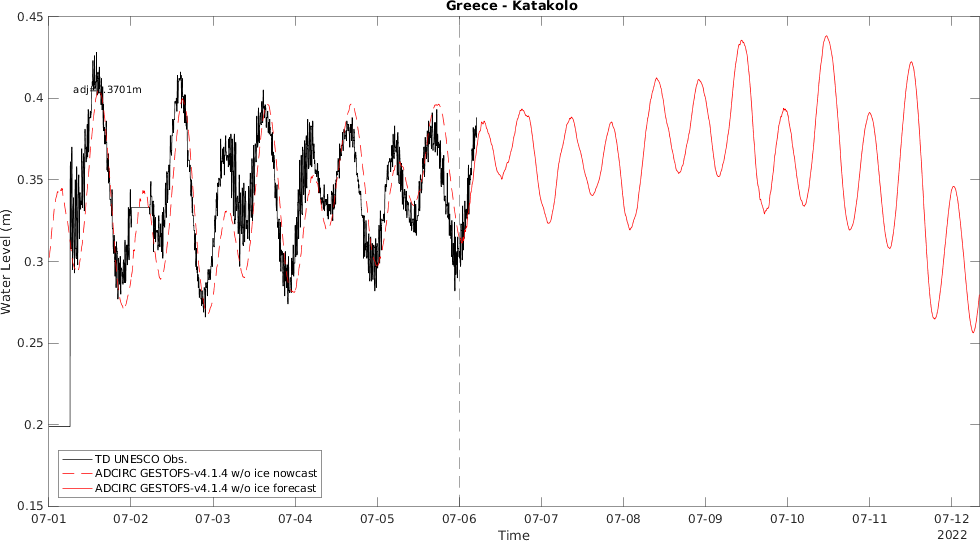 Greece - Katakolo
0.45
0.4
0.35
0.3
0.25
0.2
0.15
Water Level (m)
TD UNESCO Obs.
ADCIRC GESTOFS-v4.1.4 w/o ice nowcast
ADCIRC GESTOFS-v4.1.4 w/o ice forecast
07-01 07-02 07-03 07-04 07-05 07-06 07-07 07-08 07-09 07-10 07-11 07-12
Time
2022